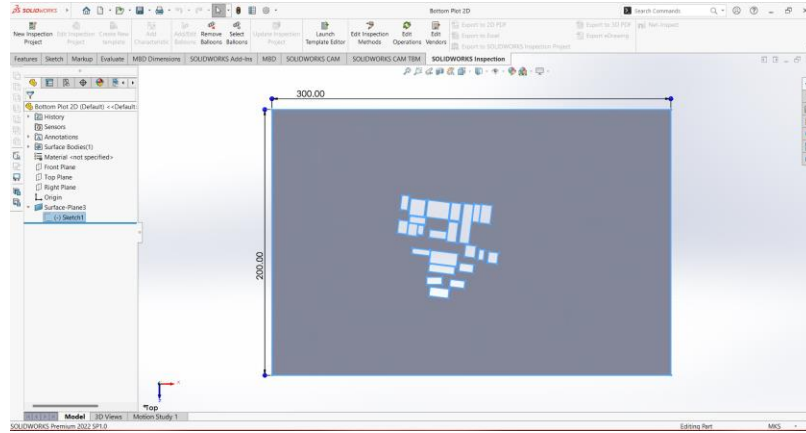 SOLIDWORKS
Bottom Plot 2D
Search Commands
New Inspection Project
Edit Inspection Project
Create New template
Add Characteristic
Add/Edit Balloons
Remove Balloons
Select Balloons
Update Inspection Project
Launch Template Editor
Edit Inspection Methods
Edit Operations
Edit Vendors
Export to 2D PDF
Export to Excel
Export to SOLIDWORKS Inspection Project
Export to 3D PDF
Export eDrawing
Net-Inspect
Features Sketch Markup Evaluate MBD Dimensions SOLIDWORKS Add-Ins MBD SOLIDWORKS CAM SOLIDWORKS CAM TBM SOLIDWORKS Inspection
Bottom Plot 2D (Default) <<Default
History
Sensors
Annotations
Surface Bodies(1)
Material <not specified>
Front Plane
Top Plane
Right Plane
Origin
Surface-Plane3
(-) Sketch1
300.00
200.00
*Top
Model 3D Views Motion Study 1
SOLIDWORKS Premium 2022 SP1.0
Editing Part
MKS